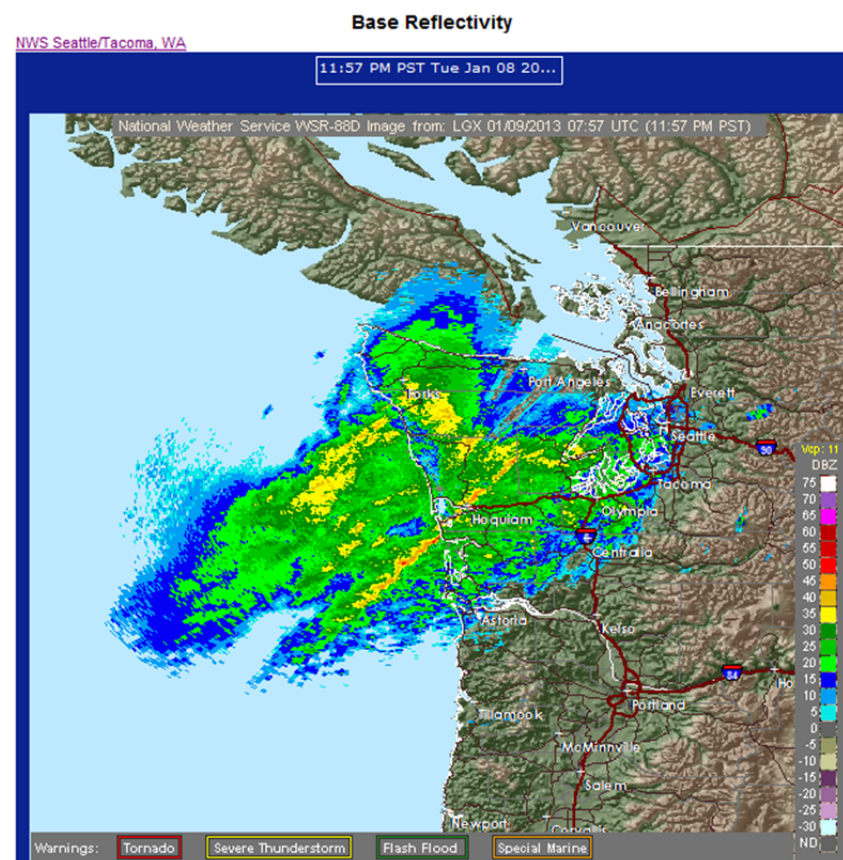 Base Reflectivity
NWS Seattle/Tacoma, WA
11:57 PM PST Tue Jan 08 20...
National Weather Service WSR-88D Image from: LGX 01/09/2013 07:57 UTC (11:57 PM PST)
Vancouver
Bellingham
Anacortes
Port Angeles
Forks
Everett
Seattle
90
Tacoma
Hoquiam
Olympia
5
Centralia
Astoria
Kelso
84
Ho
Portland
Tillamook
McMinnville
Salem
Newport
Corvallis
Vcp: 11
DBZ
75
70
65
60
55
50
45
40
35
30
25
20
15
10
5
0
-5
-10
-15
-20
-25
-30
ND
Warnings: Tornado Severe Thunderstorm Flash Flood Special Marine